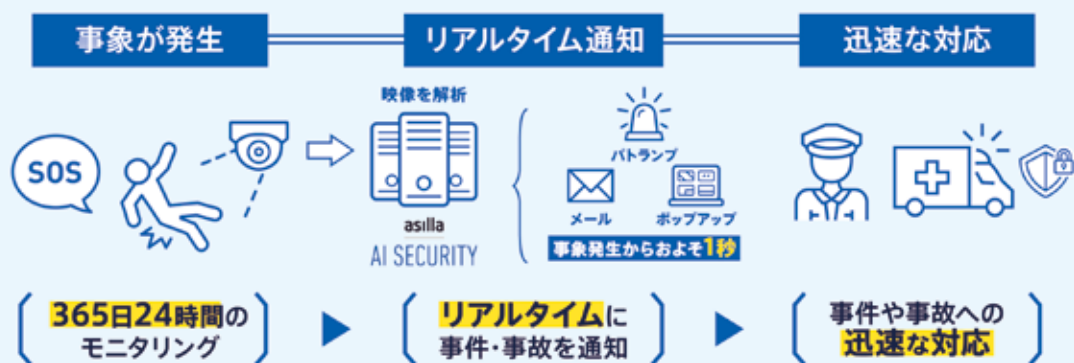 事象が発生
リアルタイム通知
迅速な対応
映像を解析
SOS
パトランプ
メール
ポップアップ
asilla
AI SECURITY
事象発生からおよそ1秒
365日24時間の
モニタリング
リアルタイムに
事件・事故を通知
事件や事故への
迅速な対応